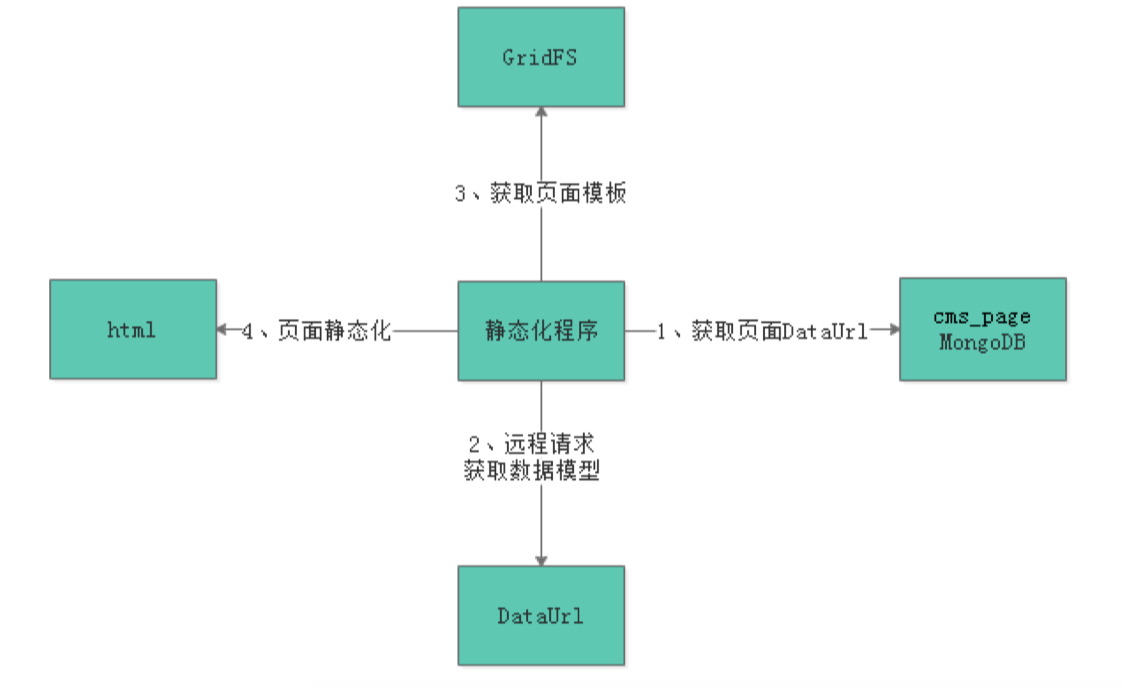 GridFS
3、获取页面模板
html
4、页面静态化
静态化程序
1、获取页面DataUrl
cms_page
MongoDB
2、远程请求
获取数据模型
DataUrl